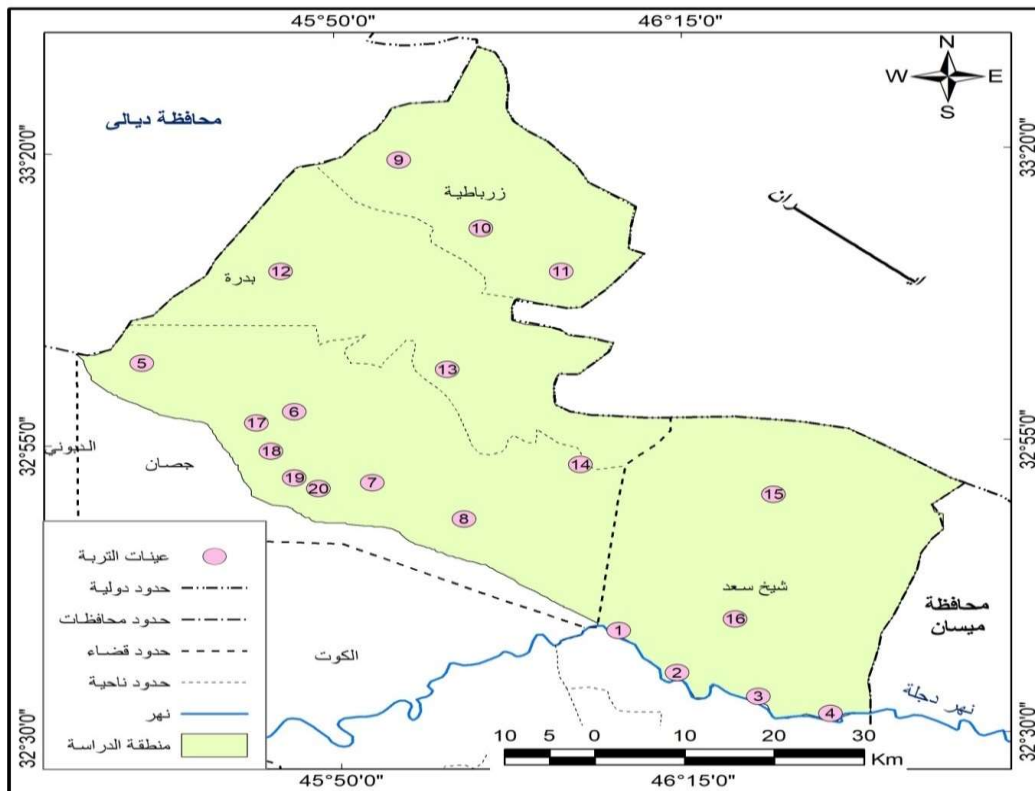 45°50'0" 46°15'0"
N
W E
S
محافظة ديالى
33°20'0" 33°20'0"
9
زرباطية
10
ايران
12
11
بدرة
5
13
6
17
32°55'0" 32°55'0"
18
جصان
14
19
20
7
15
8
عينات التربة
حدود دولية
حدود محافظات
حدود قضاء
حدود ناحية
نهر
منطقة الدراسة
شيخ سعد
محافظة
ميسان
16
1
الكوت
2
3
4
نهر دجلة
32°30'0" 32°30'0"
10 5 0 10 20 30
Km
45°50'0" 46°15'0"